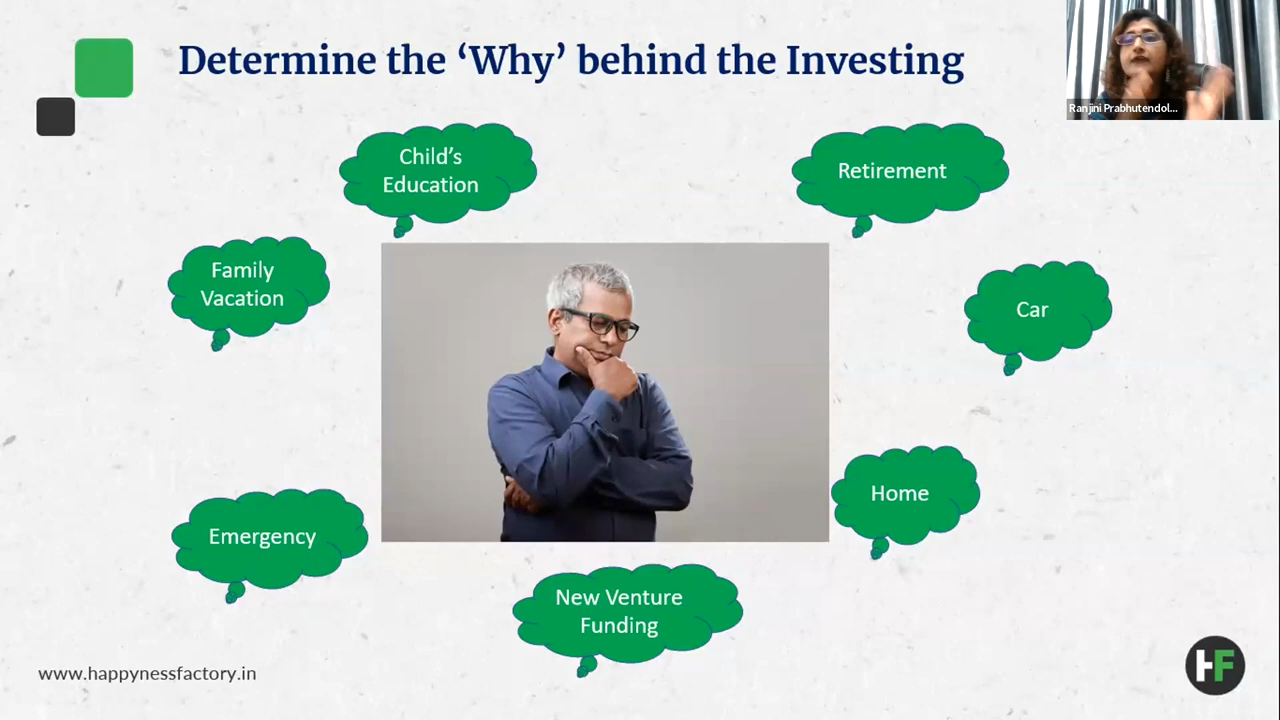 Determine the ‘Why’ behind the Investing
Ranjini Prabhutendol...
Child’s
Education
Retirement
Family
Vacation
Car
Home
Emergency
New Venture
Funding
www.happynessfactory.in
HF